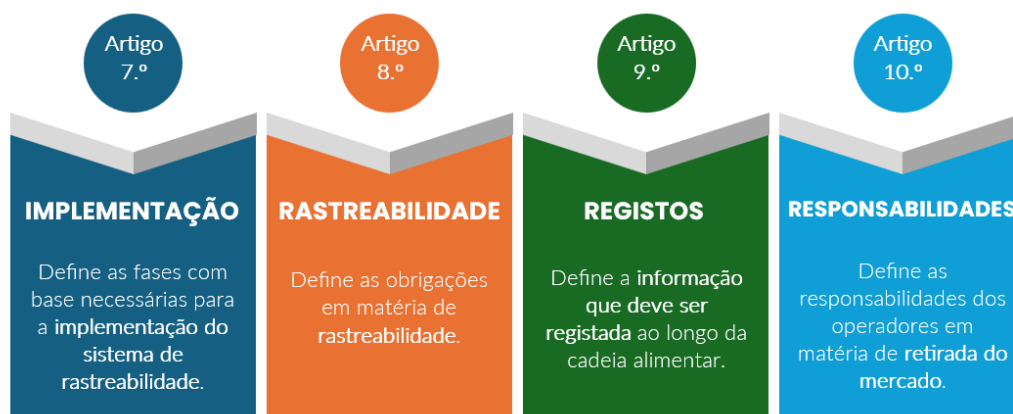 Artigo
7.º
IMPLEMENTAÇÃO
Define as fases com
base necessárias para
a implementação do
sistema de
rastreabilidade.
Artigo
8.º
RASTREABILIDADE
Define as obrigações
em matéria de
rastreabilidade.
Artigo
9.º
REGISTOS
Define a informação
que deve ser
registada ao longo da
cadeia alimentar.
Artigo
10.º
RESPONSABILIDADES
Define as
responsabilidades dos
operadores em
matéria de retirada do
mercado.